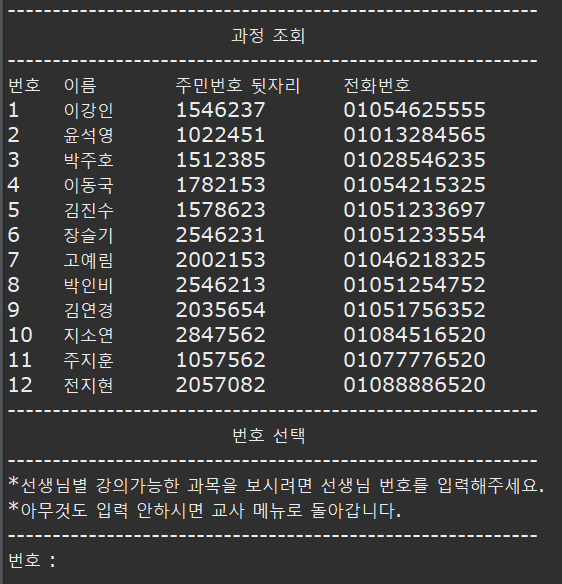 ------------------------------------------------------------
과정 조회
------------------------------------------------------------
번호 이름 주민번호 뒷자리 전화번호
1 이강인 1546237 01054625555
2 윤석영 1022451 01013284565
3 박주호 1512385 01028546235
4 이동국 1782153 01054215325
5 김진수 1578623 01051233697
6 장슬기 2546231 01051233554
7 고예림 2002153 01046218325
8 박인비 2546213 01051254752
9 김연경 2035654 01051756352
10 지소연 2847562 01084516520
11 주지훈 1057562 01077776520
12 전지현 2057082 01088886520
------------------------------------------------------------
번호 선택
------------------------------------------------------------
*선생님별 강의가능한 과목을 보시려면 선생님 번호를 입력해주세요.
*아무것도 입력 안하시면 교사 메뉴로 돌아갑니다.
------------------------------------------------------------
번호 :